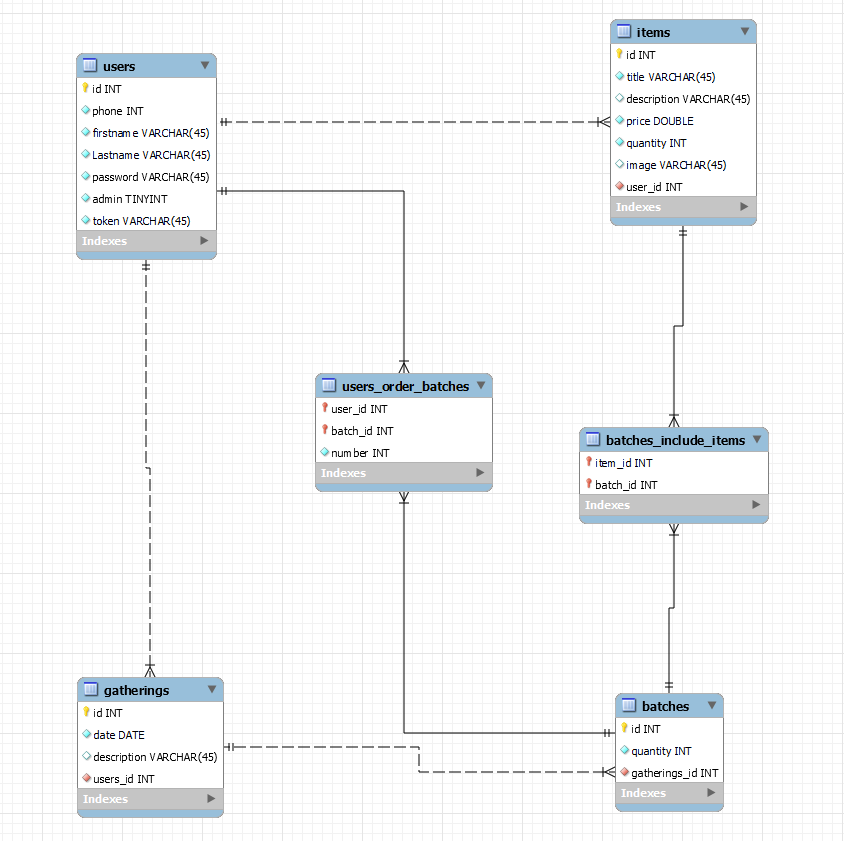 users
id INT
phone INT
firstname VARCHAR(45)
Lastname VARCHAR(45)
password VARCHAR(45)
admin TINYINT
token VARCHAR(45)
Indexes
items
id INT
title VARCHAR(45)
description VARCHAR(45)
price DOUBLE
quantity INT
image VARCHAR(45)
user_id INT
Indexes
users_order_batches
user_id INT
batch_id INT
number INT
Indexes
batches_include_items
item_id INT
batch_id INT
Indexes
gatherings
id INT
date DATE
description VARCHAR(45)
users_id INT
Indexes
batches
id INT
quantity INT
gatherings_id INT
Indexes